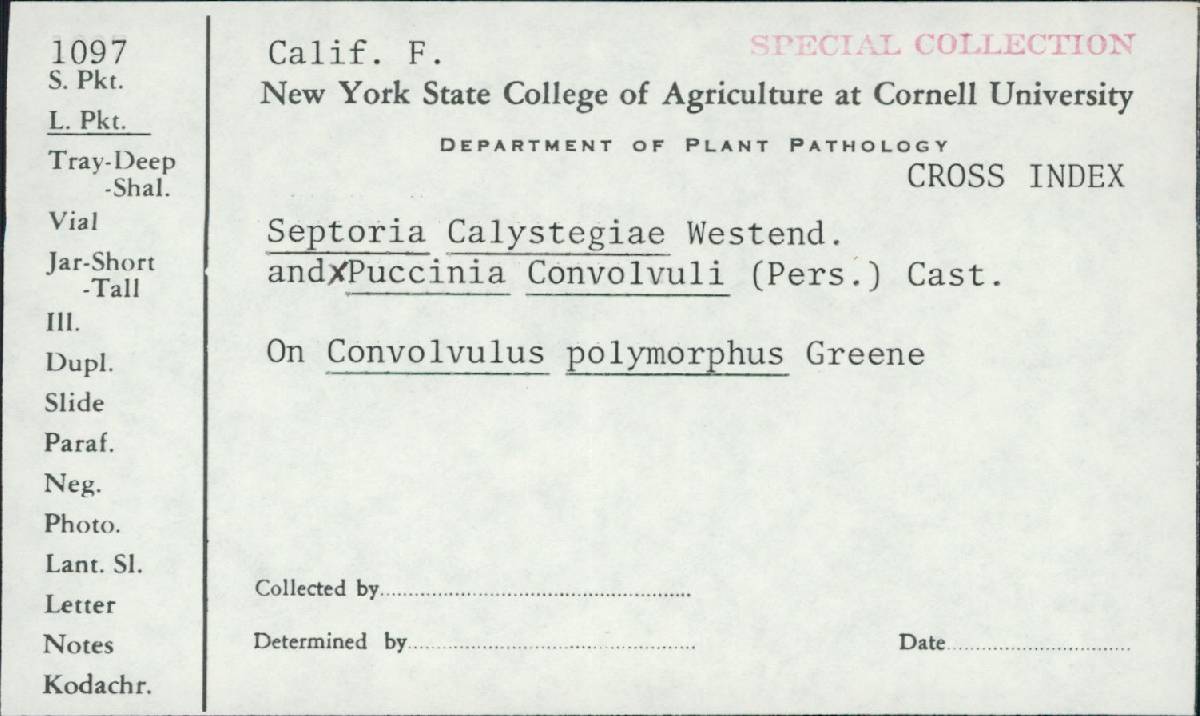 1097
S. Pkt.
L. Pkt.
Tray-Deep
-Shal.
Vial
Jar-Short
-Tall
Ill.
Dupl.
Slide
Paraf.
Neg.
Photo.
Lant. Sl.
Letter
Notes
Kodachr.
Calif. F.
SPECIAL COLLECTION
New York State College of Agriculture at Cornell University
DEPARTMENT OF PLANT PATHOLOGY
CROSS INDEX
Septoria Calystegiae Westend.
andxPuccinia Convolvuli (Pers.) Cast.
On Convolvulus polymorphus Greene
Collected by
Determined by
Date